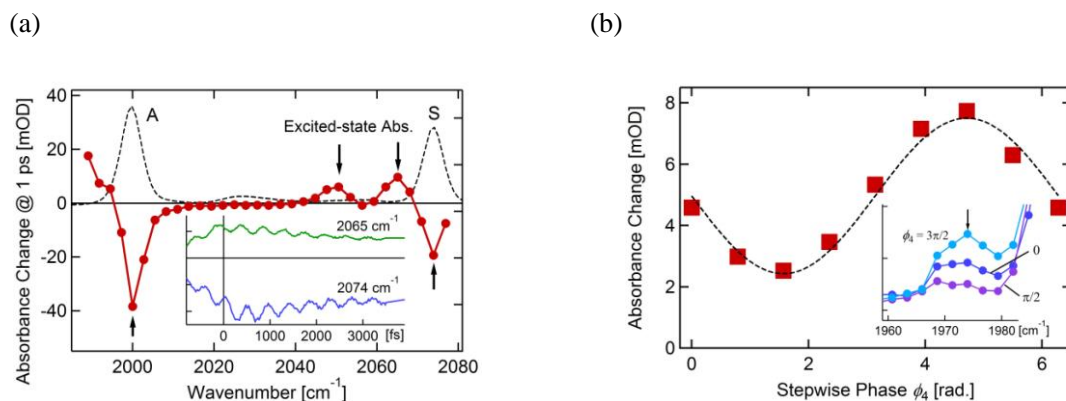 (a)
(b)
Absorbance Change @ 1 ps [mOD]
40
20
0
-20
-40
A
S
Excited-state Abs.
2065 cm⁻¹
2074 cm⁻¹
0 1000 2000 3000 [fs]
2000 2020 2040 2060 2080
Wavenumber [cm⁻¹]
Absorbance Change [mOD]
8
6
4
2
0
ϕ₄ = 3π/2
0
π/2
1960 1970 1980 [cm⁻¹]
0 2 4 6
Stepwise Phase ϕ₄ [rad.]